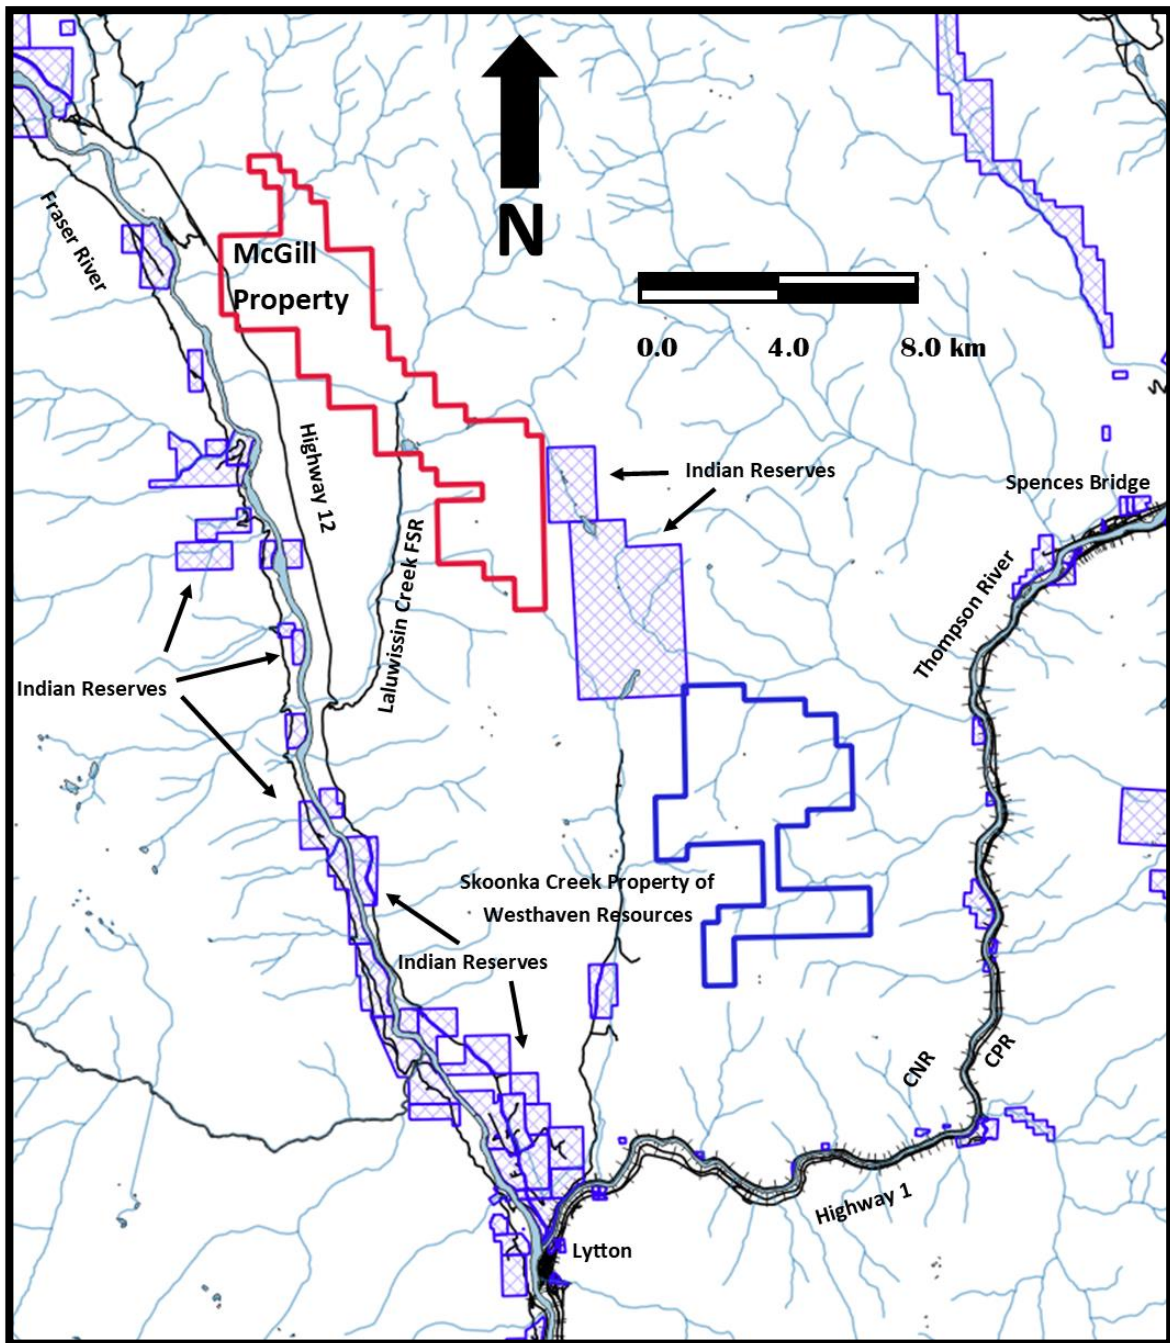 Fraser River
McGill
Property
N
0.0 4.0 8.0 km
Highway 12
Indian Reserves
Spences Bridge
Laluwissin Creek FSR
Thompson River
Indian Reserves
Skoonka Creek Property of
Westhaven Resources
Indian Reserves
CNR
CPR
Highway 1
Lytton